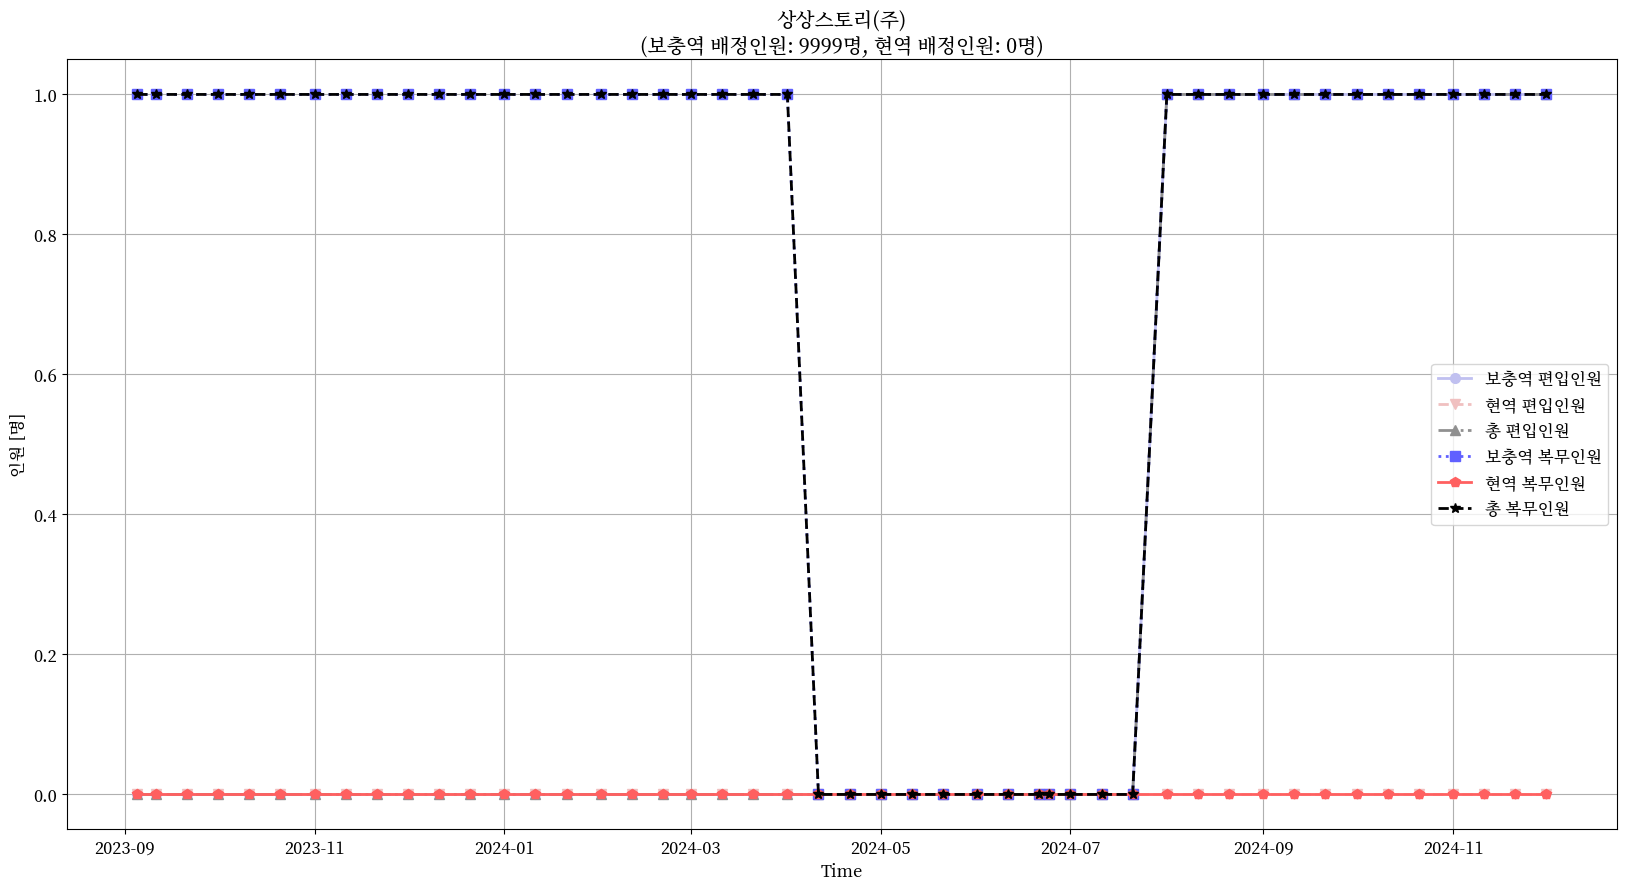 상상스토리(주)
(보충역 배정인원: 9999명, 현역 배정인원: 0명)
인원 [명]
1.0
0.8
0.6
0.4
0.2
0.0
보충역 편입인원
현역 편입인원
총 편입인원
보충역 복무인원
현역 복무인원
총 복무인원
2023-09
2023-11
2024-01
2024-03
2024-05
2024-07
2024-09
2024-11
Time